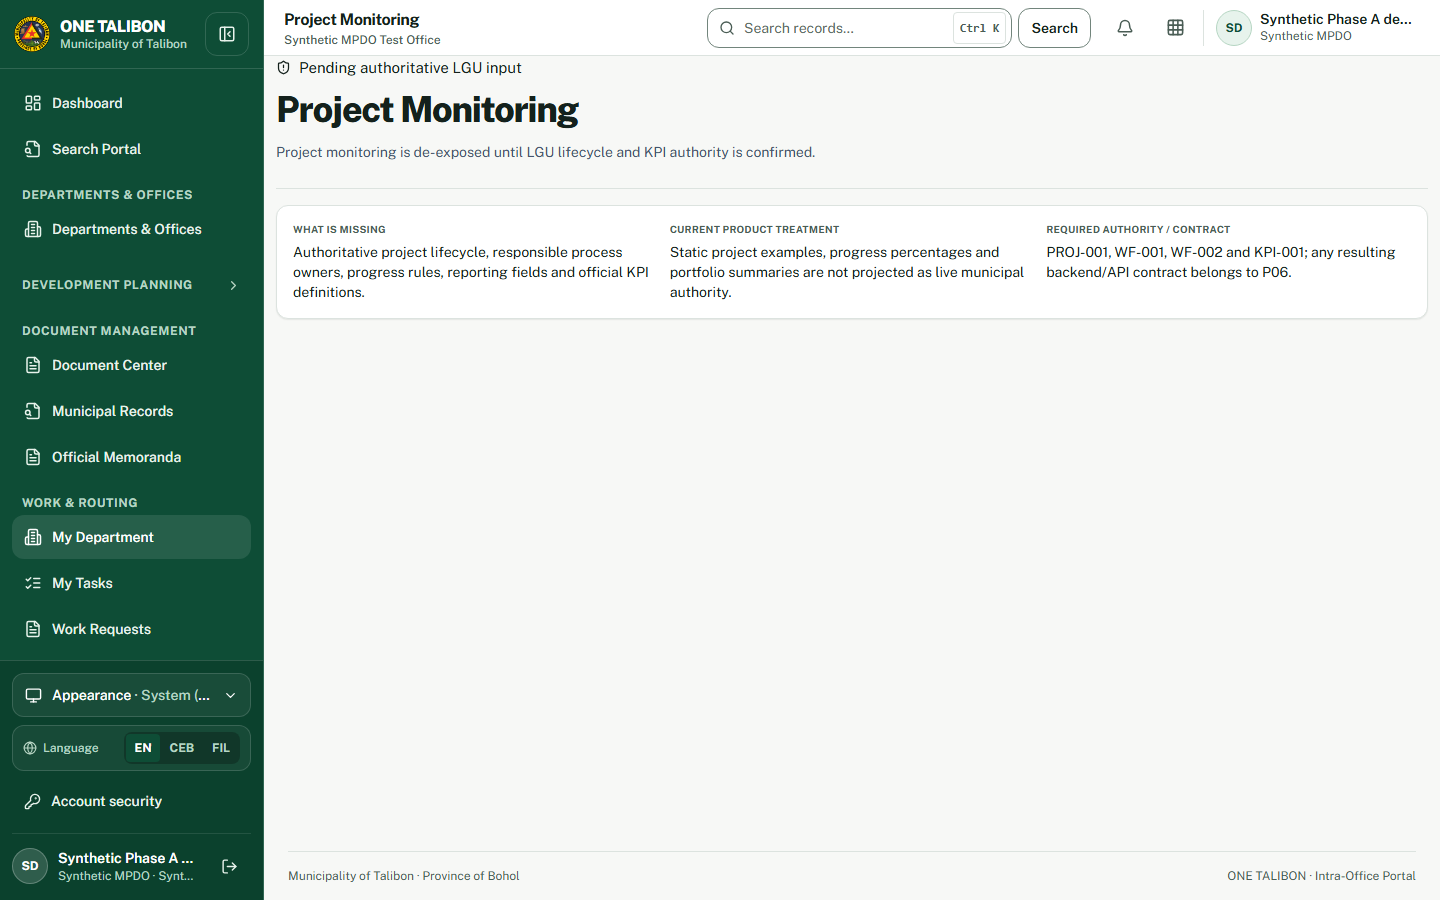 ONE TALIBON
Municipality of Talibon
Dashboard
Search Portal
DEPARTMENTS & OFFICES
Departments & Offices
DEVELOPMENT PLANNING
DOCUMENT MANAGEMENT
Document Center
Municipal Records
Official Memoranda
WORK & ROUTING
My Department
My Tasks
Work Requests
Appearance · System (...
Language EN CEB FIL
Account security
SD Synthetic Phase A ...
Synthetic MPDO · Synt...
Project Monitoring
Synthetic MPDO Test Office
Search records... Ctrl K Search
SD Synthetic Phase A de...
Synthetic MPDO
Pending authoritative LGU input
Project Monitoring
Project monitoring is de-exposed until LGU lifecycle and KPI authority is confirmed.
WHAT IS MISSING
Authoritative project lifecycle, responsible process
owners, progress rules, reporting fields and official KPI
definitions.
CURRENT PRODUCT TREATMENT
Static project examples, progress percentages and
portfolio summaries are not projected as live municipal
authority.
REQUIRED AUTHORITY / CONTRACT
PROJ-001, WF-001, WF-002 and KPI-001; any resulting
backend/API contract belongs to P06.
Municipality of Talibon · Province of Bohol
ONE TALIBON · Intra-Office Portal